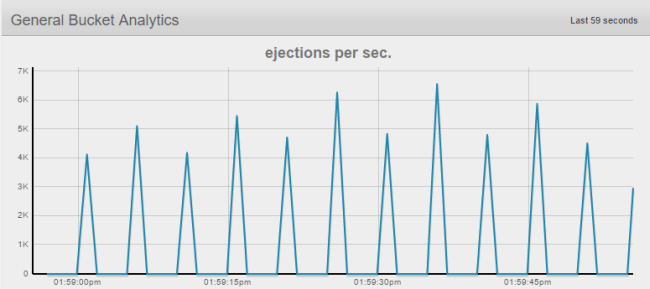 General Bucket Analytics
Last 59 seconds
ejections per sec.
7K
6K
5K
4K
3K
2K
1K
0
01:59:00pm 01:59:15pm 01:59:30pm 01:59:45pm